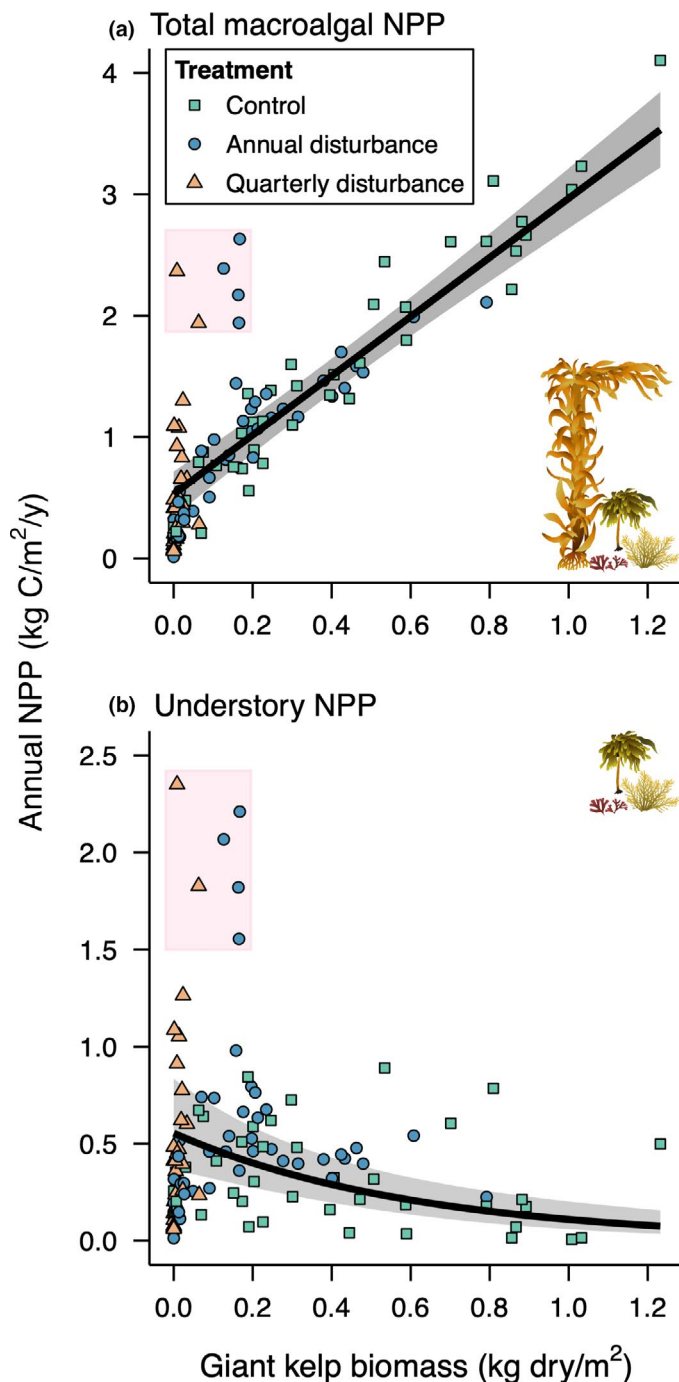 (a) Total macroalgal NPP
Treatment
Control
Annual disturbance
Quarterly disturbance
4
3
2
1
0
0.0 0.2 0.4 0.6 0.8 1.0 1.2
Annual NPP (kg C/m²/y)
(b) Understory NPP
2.5
2.0
1.5
1.0
0.5
0.0
0.0 0.2 0.4 0.6 0.8 1.0 1.2
Giant kelp biomass (kg dry/m²)